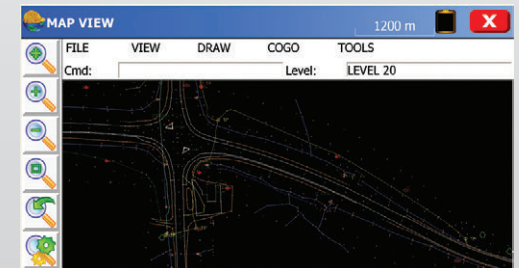 MAP VIEW
1200 m
X
FILE VIEW DRAW COGO TOOLS
Cmd: Level: LEVEL 20